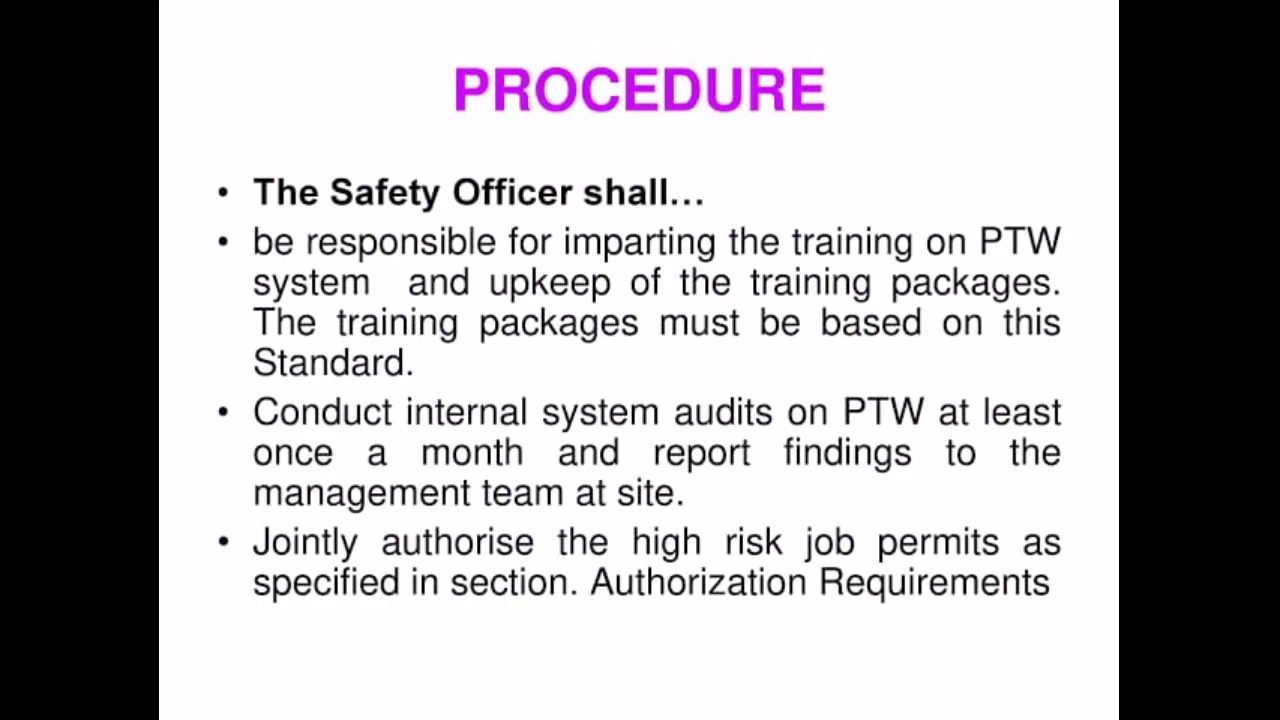 PROCEDURE
• The Safety Officer shall...
• be responsible for imparting the training on PTW
system and upkeep of the training packages.
The training packages must be based on this
Standard.
• Conduct internal system audits on PTW at least
once a month and report findings to the
management team at site.
• Jointly authorise the high risk job permits as
specified in section. Authorization Requirements